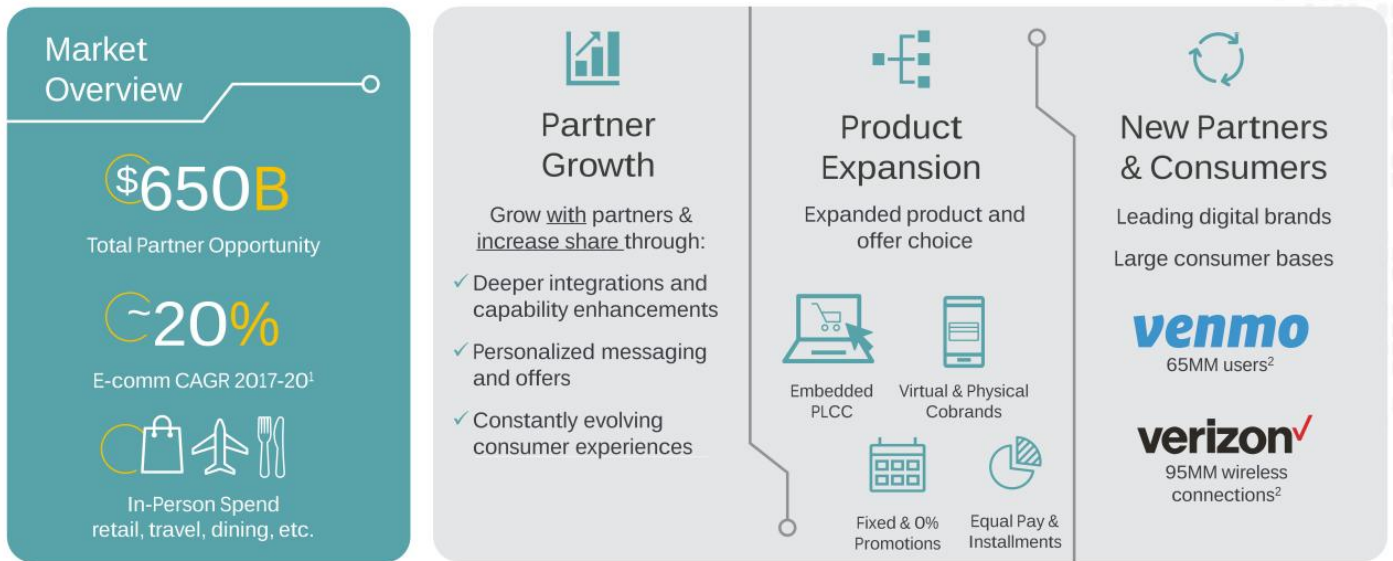 Market
Overview
$650B
Total Partner Opportunity
~20%
E-comm CAGR 2017-20¹
In-Person Spend
retail, travel, dining, etc.
Partner
Growth
Grow with partners &
increase share through:
✓ Deeper integrations and
capability enhancements
✓ Personalized messaging
and offers
✓ Constantly evolving
consumer experiences
Product
Expansion
Expanded product and
offer choice
Embedded
PLCC
Virtual & Physical
Cobrands
Fixed & 0%
Promotions
Equal Pay &
Installments
New Partners
& Consumers
Leading digital brands
Large consumer bases
venmo
65MM users²
verizon✓
95MM wireless
connections²